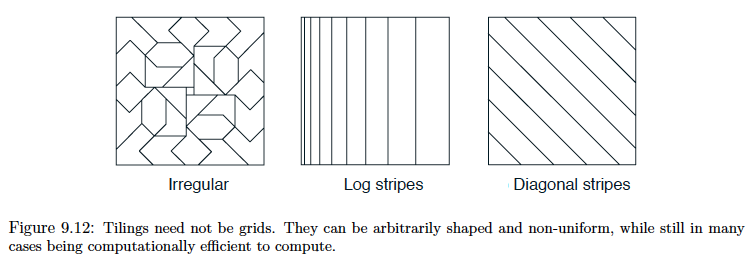 Irregular
Log stripes
Diagonal stripes
Figure 9.12: Tilings need not be grids. They can be arbitrarily shaped and non-uniform, while still in many
cases being computationally efficient to compute.